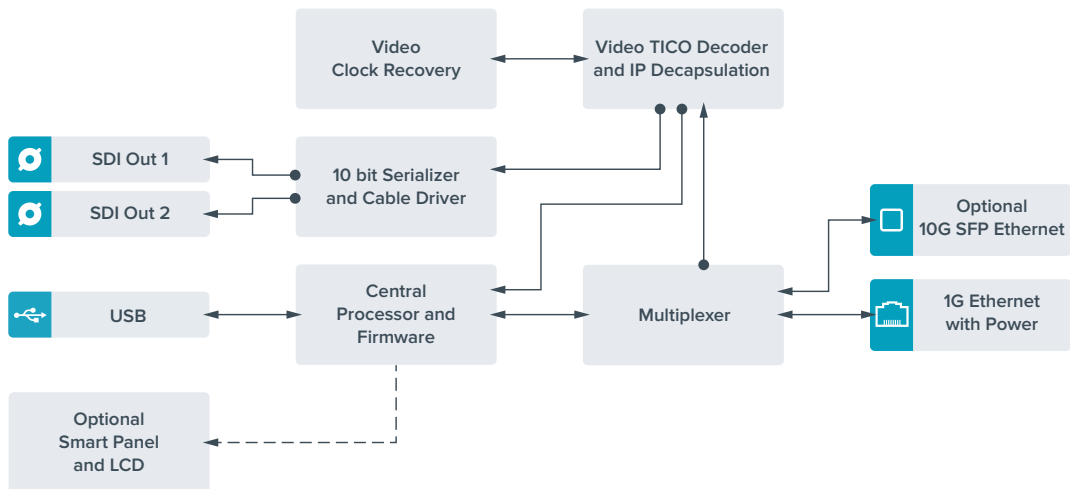 Video
Clock Recovery
Video TICO Decoder
and IP Decapsulation
SDI Out 1
SDI Out 2
10 bit Serializer
and Cable Driver
Optional
10G SFP Ethernet
USB
Central
Processor and
Firmware
Multiplexer
1G Ethernet
with Power
Optional
Smart Panel
and LCD